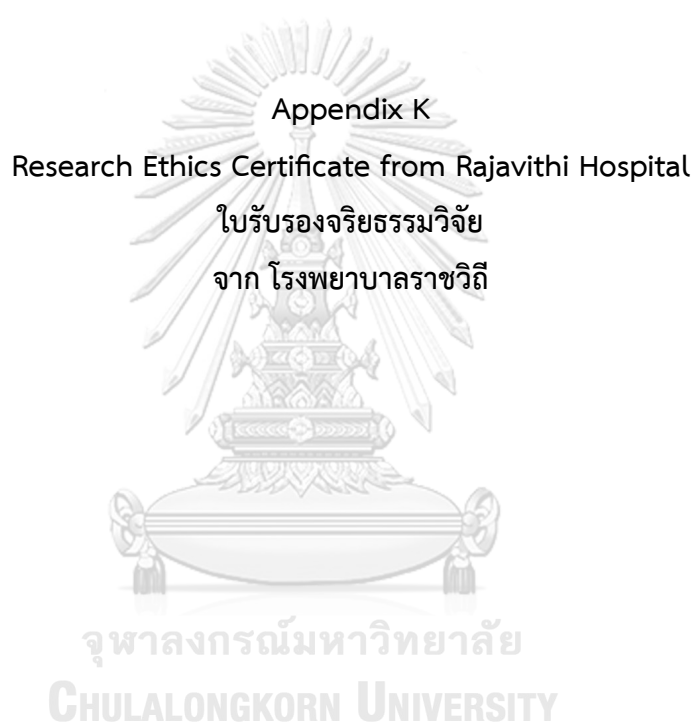 Appendix K
Research Ethics Certificate from Rajavithi Hospital
ใบรับรองจริยธรรมวิจัย
จาก โรงพยาบาลราชวิถี
จุฬาลงกรณ์มหาวิทยาลัย
CHULALONGKORN UNIVERSITY